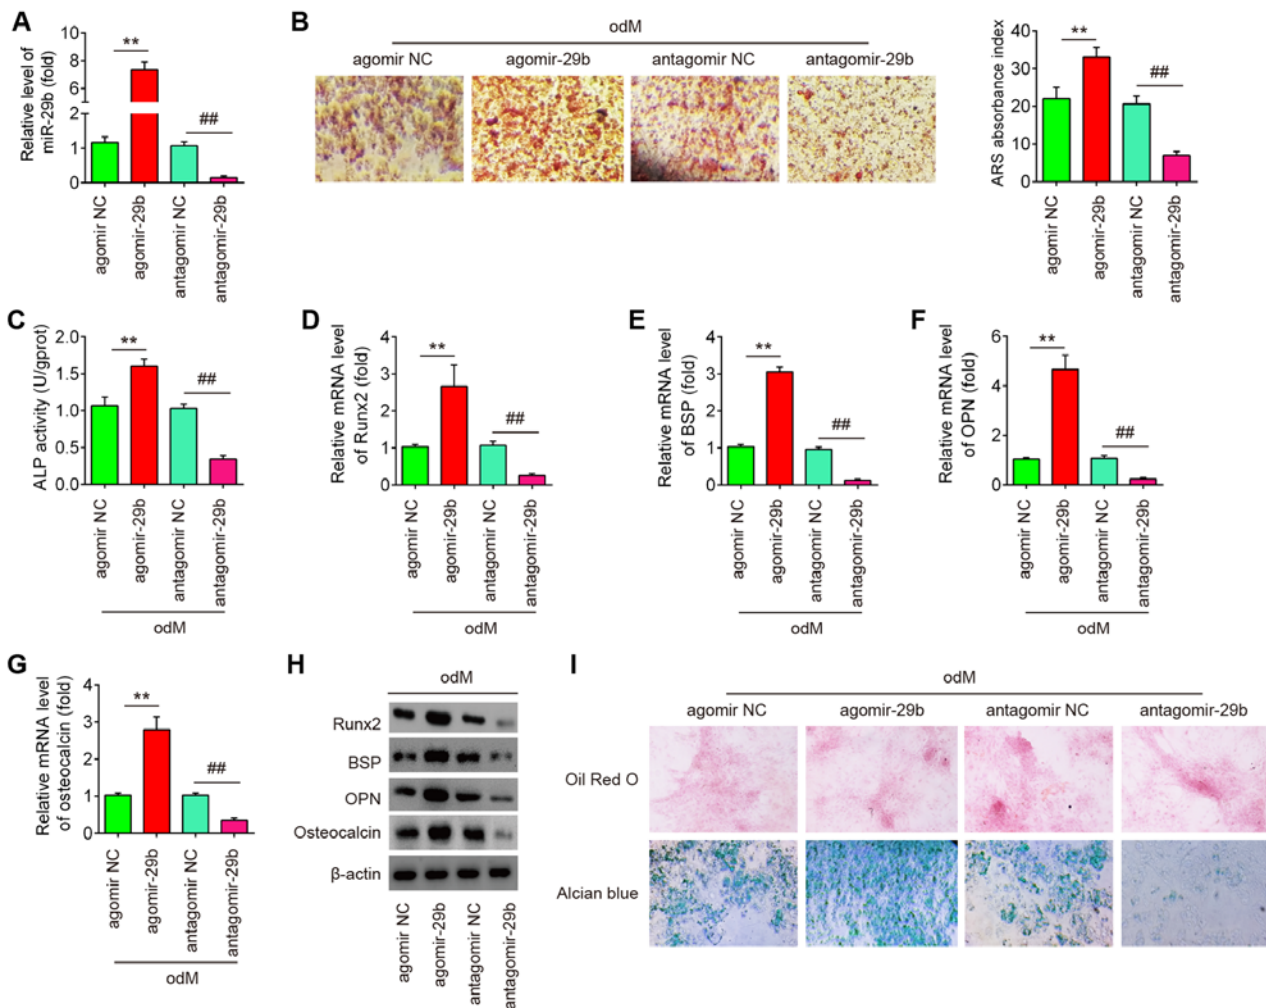 A
Relative level of
miR-29b (fold)
10
8
6
4
2
1
0
**
##
agomir NC
agomir-29b
antagomir NC
antagomir-29b
B
odM
agomir NC
agomir-29b
antagomir NC
antagomir-29b
ARS absorbance index
40
30
20
10
0
**
##
agomir NC
agomir-29b
antagomir NC
antagomir-29b
C
ALP activity (U/gprot)
2.0
1.5
1.0
0.5
0.0
**
##
agomir NC
agomir-29b
antagomir NC
antagomir-29b
odM
D
Relative mRNA level
of Runx2 (fold)
4
3
2
1
0
**
##
agomir NC
agomir-29b
antagomir NC
antagomir-29b
odM
E
Relative mRNA level
of BSP (fold)
4
3
2
1
0
**
##
agomir NC
agomir-29b
antagomir NC
antagomir-29b
odM
F
Relative mRNA level
of OPN (fold)
6
4
2
0
**
##
agomir NC
agomir-29b
antagomir NC
antagomir-29b
odM
G
Relative mRNA level
of osteocalcin (fold)
4
3
2
1
0
**
##
agomir NC
agomir-29b
antagomir NC
antagomir-29b
odM
H
odM
Runx2
BSP
OPN
Osteocalcin
β-actin
agomir NC
agomir-29b
antagomir NC
antagomir-29b
I
odM
agomir NC
agomir-29b
antagomir NC
antagomir-29b
Oil Red O
Alcian blue